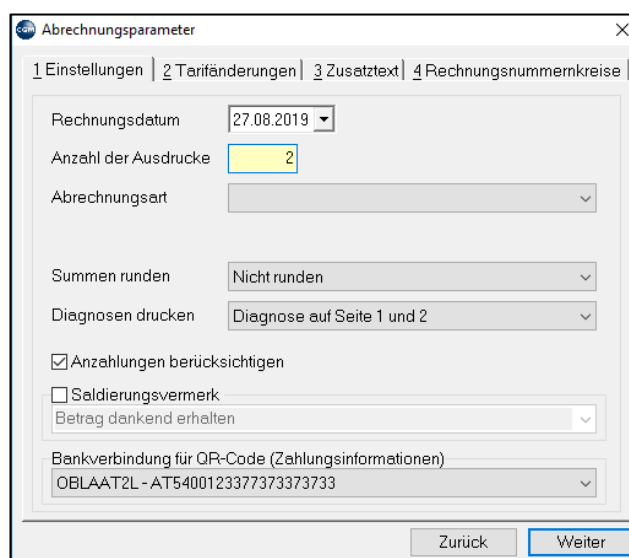 CGM Abrechnungsparameter
1 Einstellungen 2 Tarifänderungen 3 Zusatztext 4 Rechnungsnummernkreise
Rechnungsdatum 27.08.2019
Anzahl der Ausdrucke 2
Abrechnungsart
Summen runden Nicht runden
Diagnosen drucken Diagnose auf Seite 1 und 2
Anzahlungen berücksichtigen
Saldierungsvermerk
Betrag dankend erhalten
Bankverbindung für QR-Code (Zahlungsinformationen)
OBLAAT2L - AT5400123377373373733
Zurück Weiter